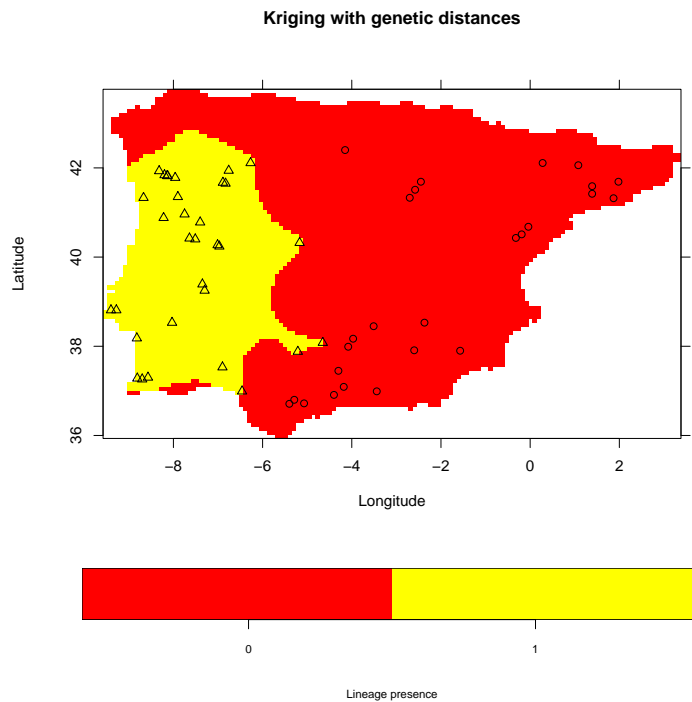 Kriging with genetic distances
42
40
38
36
Latitude
−8 −6 −4 −2 0 2
Longitude
0 1
Lineage presence